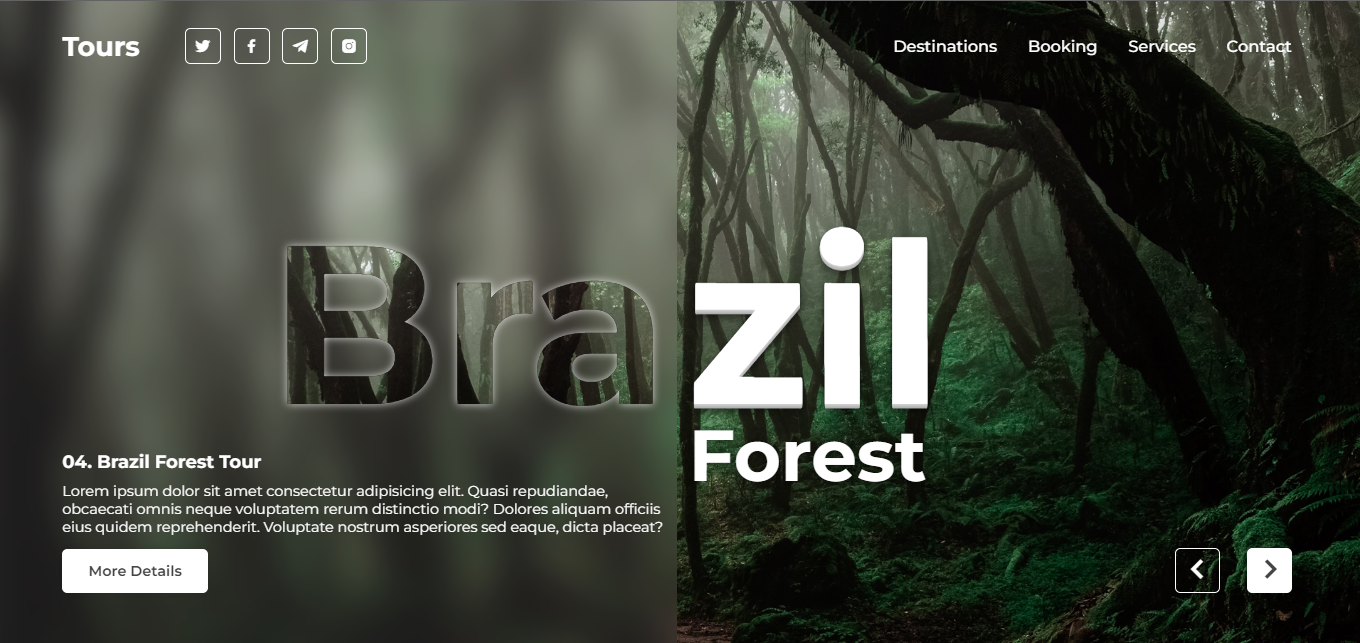 Tours
Destinations Booking Services Contact
Brazil
Forest
04. Brazil Forest Tour
Lorem ipsum dolor sit amet consectetur adipisicing elit. Quasi repudiandae,
obcaecati omnis neque voluptatem rerum distinctio modi? Dolores aliquam officiis
eius quidem reprehenderit. Voluptate nostrum asperiores sed eaque, dicta placeat?
More Details